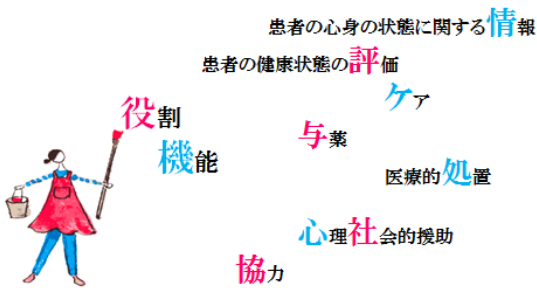 患者の心身の状態に関する情報
患者の健康状態の評価
ケア
役割
与薬
機能
医療的処置
心理社会的援助
協力